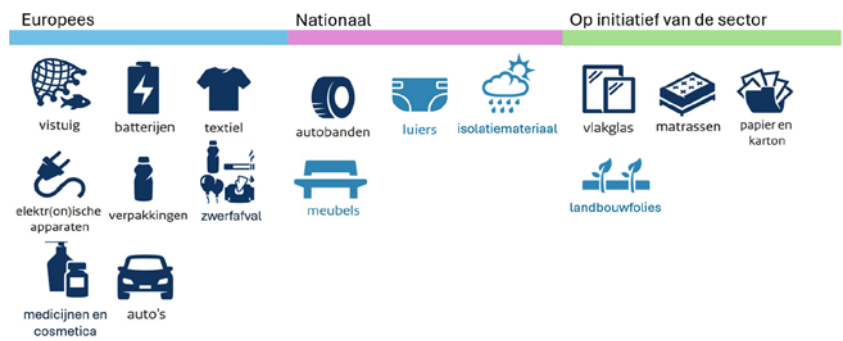 Europees
Nationaal
Op initiatief van de sector
vistuig
batterijen
textiel
autobanden
luiers
isolatiemateriaal
vlakglas
matrassen
papier en
karton
elektr(on)ische
apparaten
verpakkingen
zwerfafval
meubels
landbouwfolies
medicijnen en
cosmetica
auto's